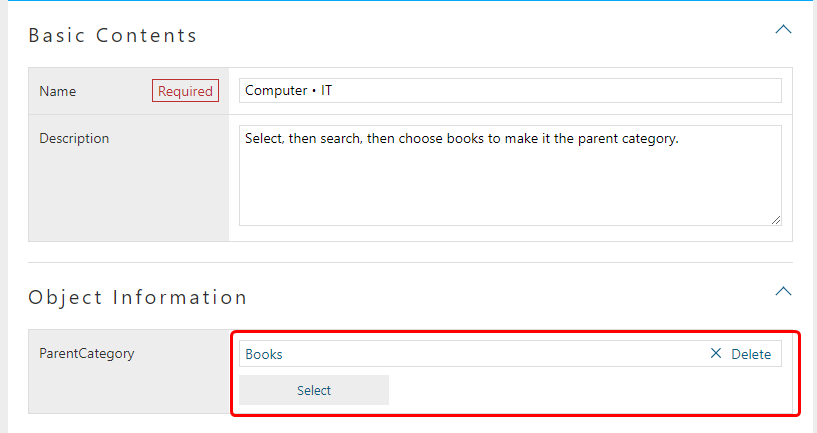 Basic Contents
Name Required Computer・IT
Description Select, then search, then choose books to make it the parent category.
Object Information
ParentCategory Books Delete
Select